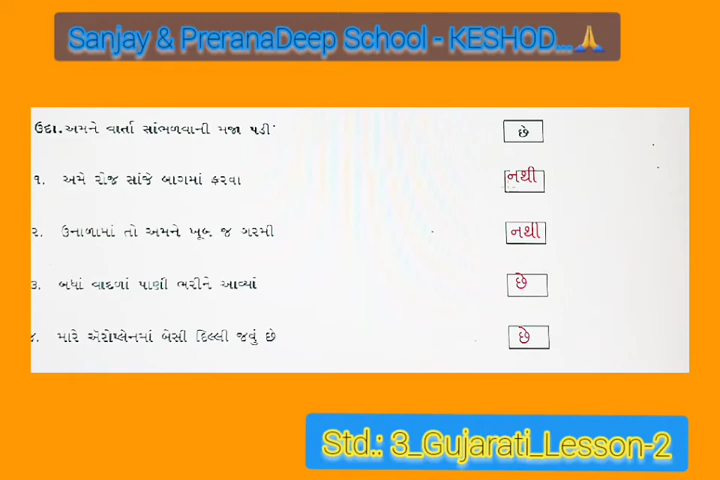 Sanjay & PreranaDeep School - KESHOD...🙏
ઉદા. અમને વાર્તા સાંભળવાની મજા પડી છે
૧. અમે રોજ સાંજે બાગમાં ફરવા નથી
૨. ઉનાળામાં તો અમને ખૂબ જ ગરમી નથી
૩. બધાં વાદળાં પાણી ભરીને આવ્યાં છે
૪. મારે ઍરોપ્લેનમાં બેસી દિલ્લી જવું છે છે
Std.: 3_Gujarati_Lesson-2